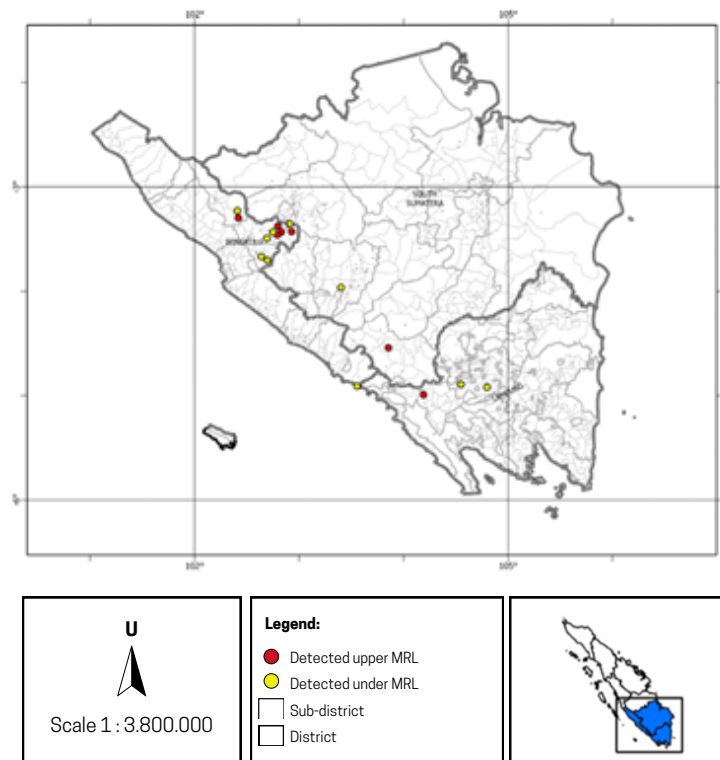 102° 105°
SOUTH
SUMATERA
BENGKULU
102° 105°
U
Scale 1 : 3.800.000
Legend:
Detected upper MRL
Detected under MRL
Sub-district
District